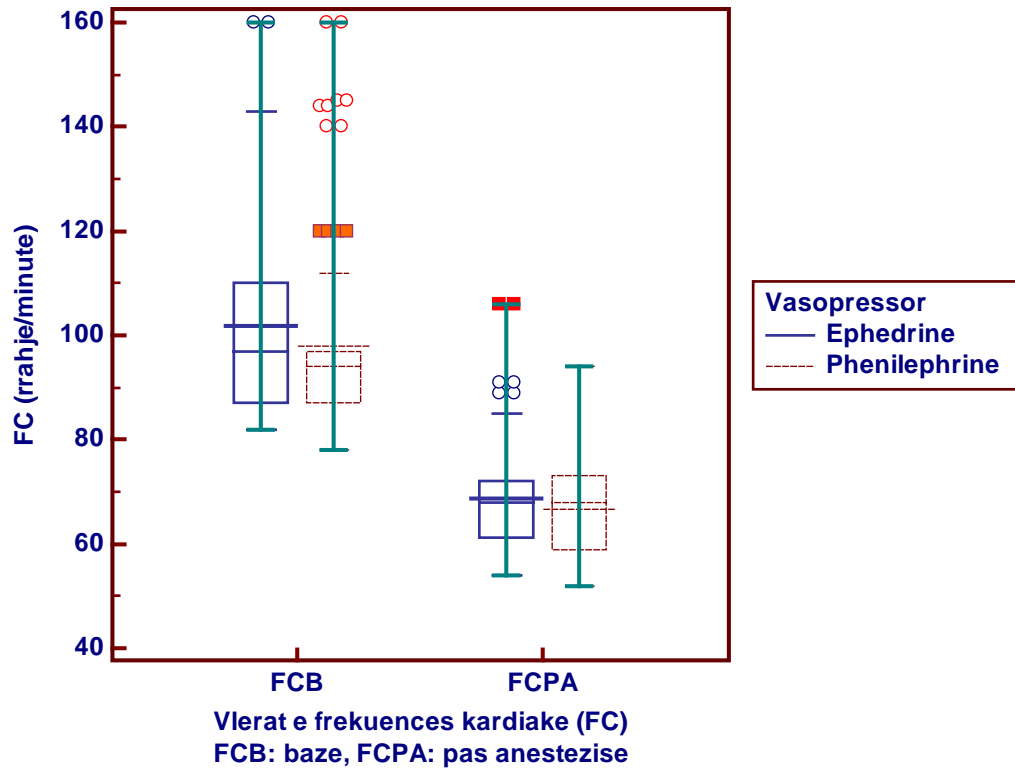 FC (rrahje/minute)
160
140
120
100
80
60
40
FCB
FCPA
Vlerat e frekuences kardiake (FC)
FCB: baze, FCPA: pas anestezise
Vasopressor
Ephedrine
Phenilephrine